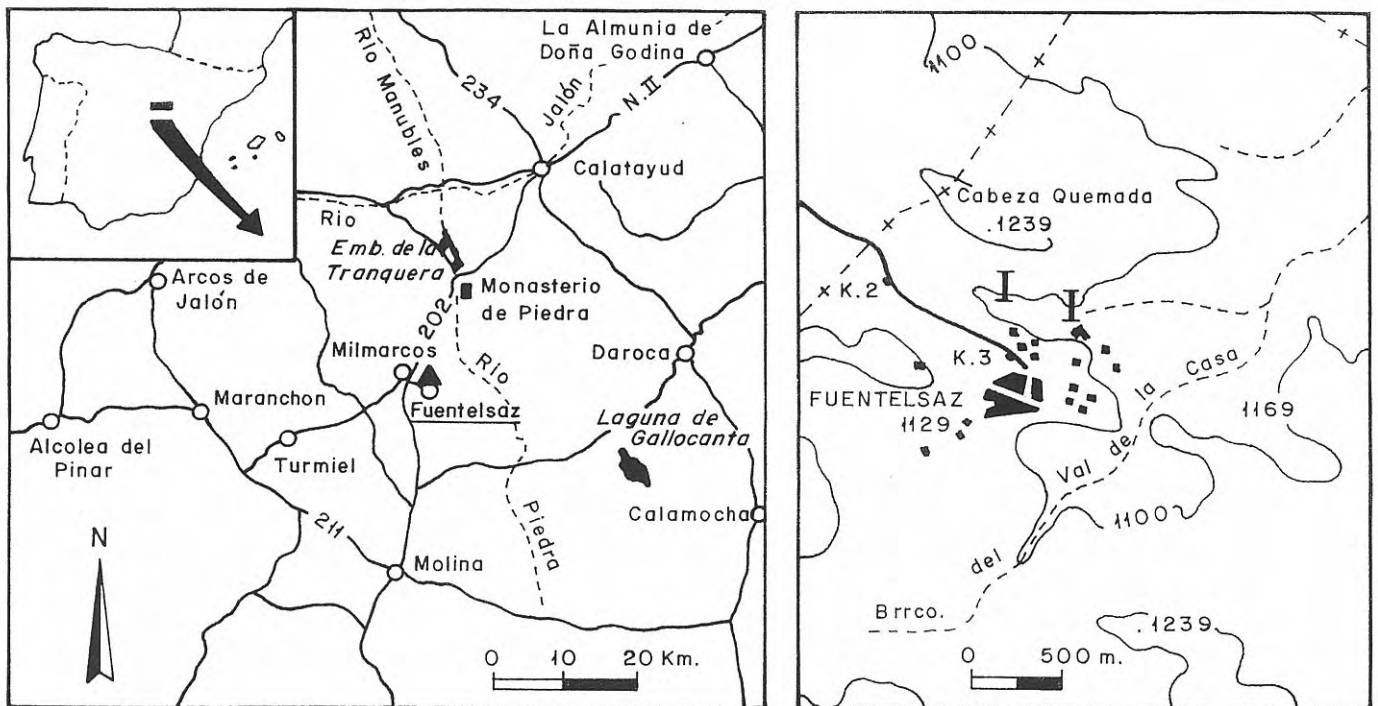 La Almunia de
Doña Godina
Rio Manubles
234
Jalón
N.II
Calatayud
Rio
Emb. de la
Tranquera
Arcos de
Jalón
202
Monasterio
de Piedra
Milmarcos
Rio
Daroca
Maranchon
Fuentelsaz
Laguna de
Gallocanta
Alcolea del
Pinar
Turmiel
211
Piedra
Calamocha
N
Molina
0 10 20 Km.
1100
Cabeza Quemada
.1239
K.2
I
I
K.3
FUENTELSAZ
1129
1169
Brrco. del Val de la Casa
1100
.1239
0 500 m.